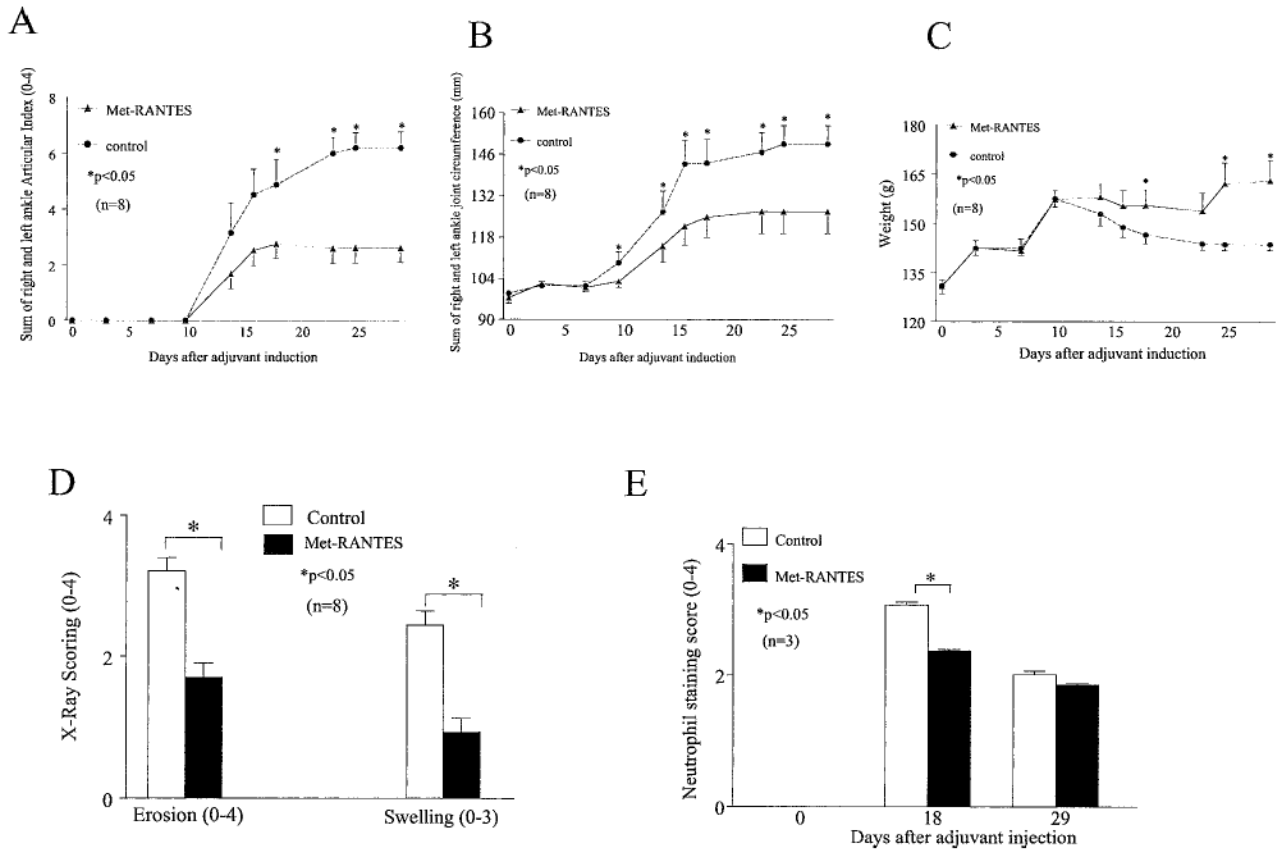 A
Sum of right and left ankle Articular Index (0-4)
8
6
4
2
0
Met-RANTES
control
*p<0.05
(n=8)
* * * *
0 5 10 15 20 25
Days after adjuvant induction
B
Sum of right and left ankle joint circumference (mm)
160
146
132
118
104
90
Met-RANTES
control
*p<0.05
(n=8)
* * * * * * *
0 5 10 15 20 25
Days after adjuvant induction
C
Weight (g)
180
165
150
135
120
Met-RANTES
control
*p<0.05
(n=8)
* * *
0 5 10 15 20 25
Days after adjuvant induction
D
X-Ray Scoring (0-4)
4
2
0
Control
Met-RANTES
*p<0.05
(n=8)
* *
Erosion (0-4) Swelling (0-3)
E
Neutrophil staining score (0-4)
4
2
0
Control
Met-RANTES
*p<0.05
(n=3)
*
0 18 29
Days after adjuvant injection